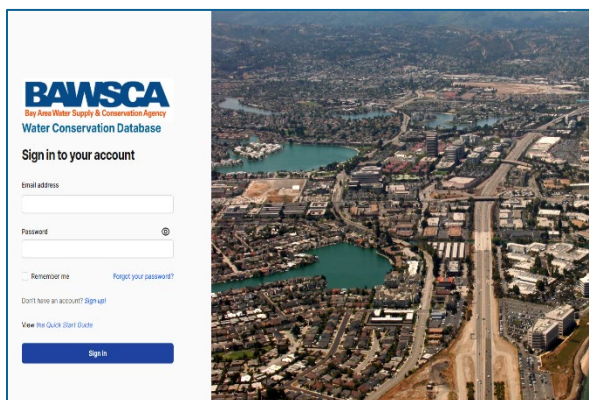 BAWSCA
Bay Area Water Supply & Conservation Agency
Water Conservation Database
Sign in to your account
Email address
Password
Remember me Forgot your password?
Don't have an account? Sign up!
View the Quick Start Guide
Sign in